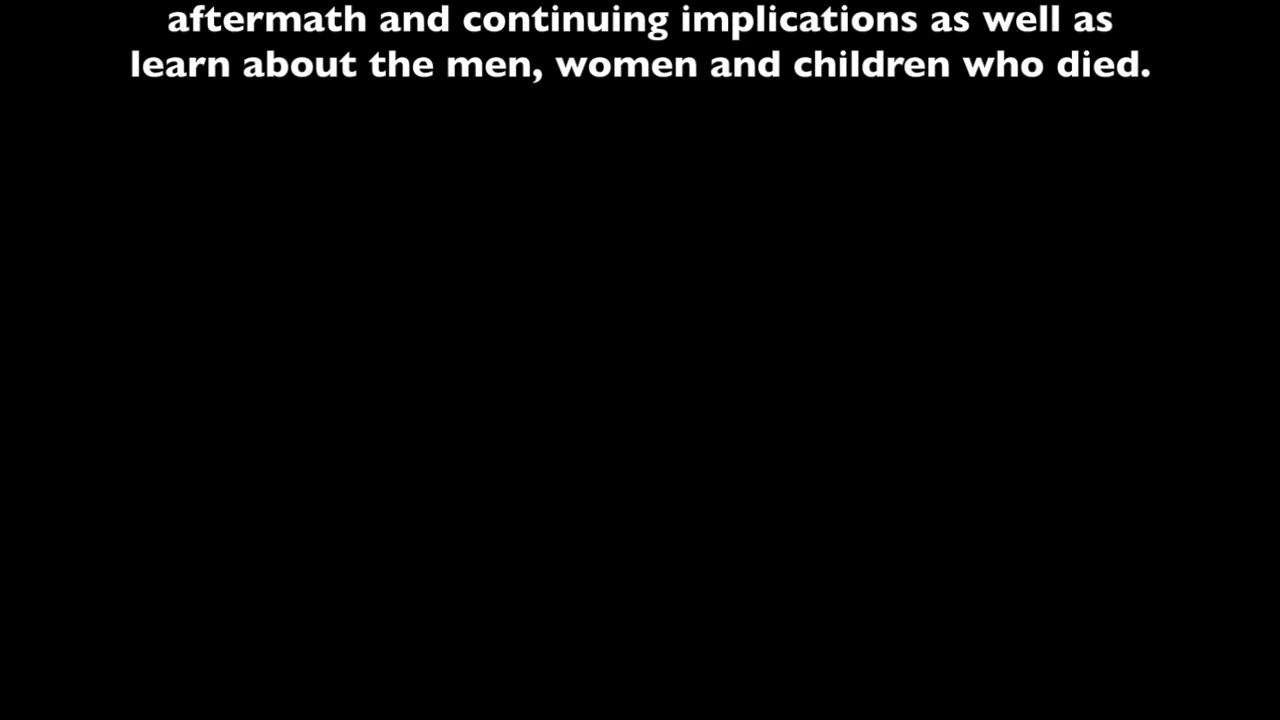 aftermath and continuing implications as well as
learn about the men, women and children who died.